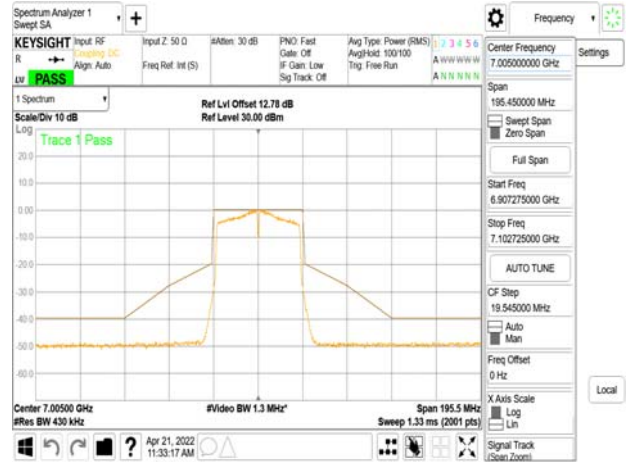 Spectrum Analyzer 1
Swept SA
+
Frequency
KEYSIGHT
Input: RF
Coupling: DC
Align: Auto
Input Z: 50 Ω
Freq Ref: Int (S)
#Atten: 30 dB
PNO: Fast
Gate: Off
IF Gain: Low
Sig Track: Off
Avg Type: Power (RMS)
Avg|Hold: 100/100
Trig: Free Run
1 2 3 4 5 6
A W W W W W
A N N N N N
R
LV PASS
Center Frequency
7.005000000 GHz
Settings
Span
195.450000 MHz
Swept Span
Zero Span
Full Span
Start Freq
6.907275000 GHz
Stop Freq
7.102725000 GHz
AUTO TUNE
CF Step
19.545000 MHz
Auto
Man
Freq Offset
0 Hz
X Axis Scale
Log
Lin
Signal Track
(Span Zoom)
Local
1 Spectrum
Scale/Div 10 dB
Ref Lvl Offset 12.78 dB
Ref Level 30.00 dBm
Log
Trace 1 Pass
20.0
10.0
0.00
-10.0
-20.0
-30.0
-40.0
-50.0
-60.0
Center 7.00500 GHz
#Res BW 430 kHz
#Video BW 1.3 MHz*
Span 195.5 MHz
Sweep 1.33 ms (2001 pts)
?
Apr 21, 2022
11:33:17 AM